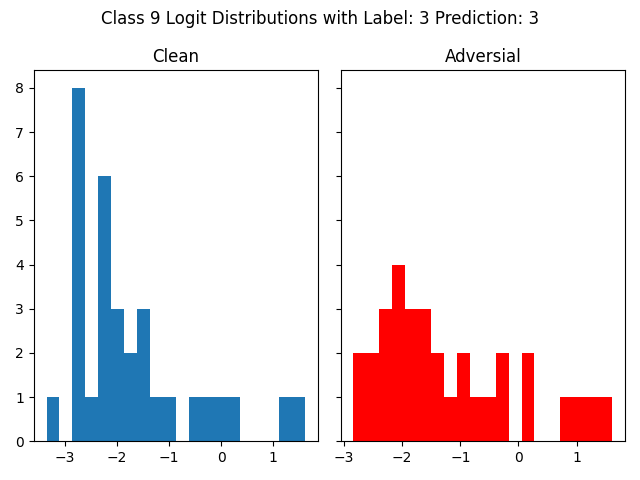 Class 9 Logit Distributions with Label: 3 Prediction: 3
Clean
Adversial
8
7
6
5
4
3
2
1
0
−3 −2 −1 0 1
−3 −2 −1 0 1